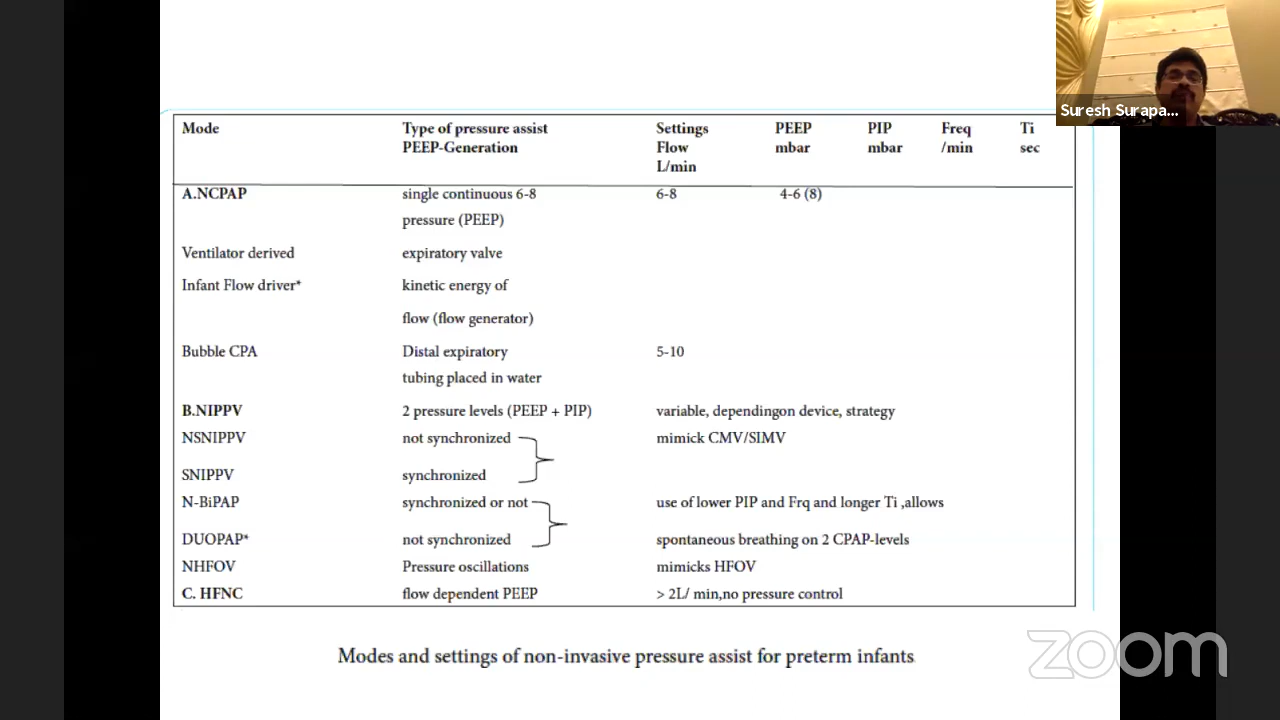 Suresh Surapa...
Mode Type of pressure assist Settings PEEP PIP Freq Ti
PEEP-Generation Flow mbar mbar /min sec
L/min
A.NCPAP single continuous 6-8 6-8 4-6 (8)
pressure (PEEP)
Ventilator derived expiratory valve
Infant Flow driver* kinetic energy of
flow (flow generator)
Bubble CPA Distal expiratory 5-10
tubing placed in water
B.NIPPV 2 pressure levels (PEEP + PIP) variable, dependingon device, strategy
NSNIPPV not synchronized mimick CMV/SIMV
SNIPPV synchronized
N-BiPAP synchronized or not use of lower PIP and Frq and longer Ti ,allows
DUOPAP* not synchronized spontaneous breathing on 2 CPAP-levels
NHFOV Pressure oscillations mimicks HFOV
C. HFNC flow dependent PEEP > 2L/ min,no pressure control
Modes and settings of non-invasive pressure assist for preterm infants
zoom